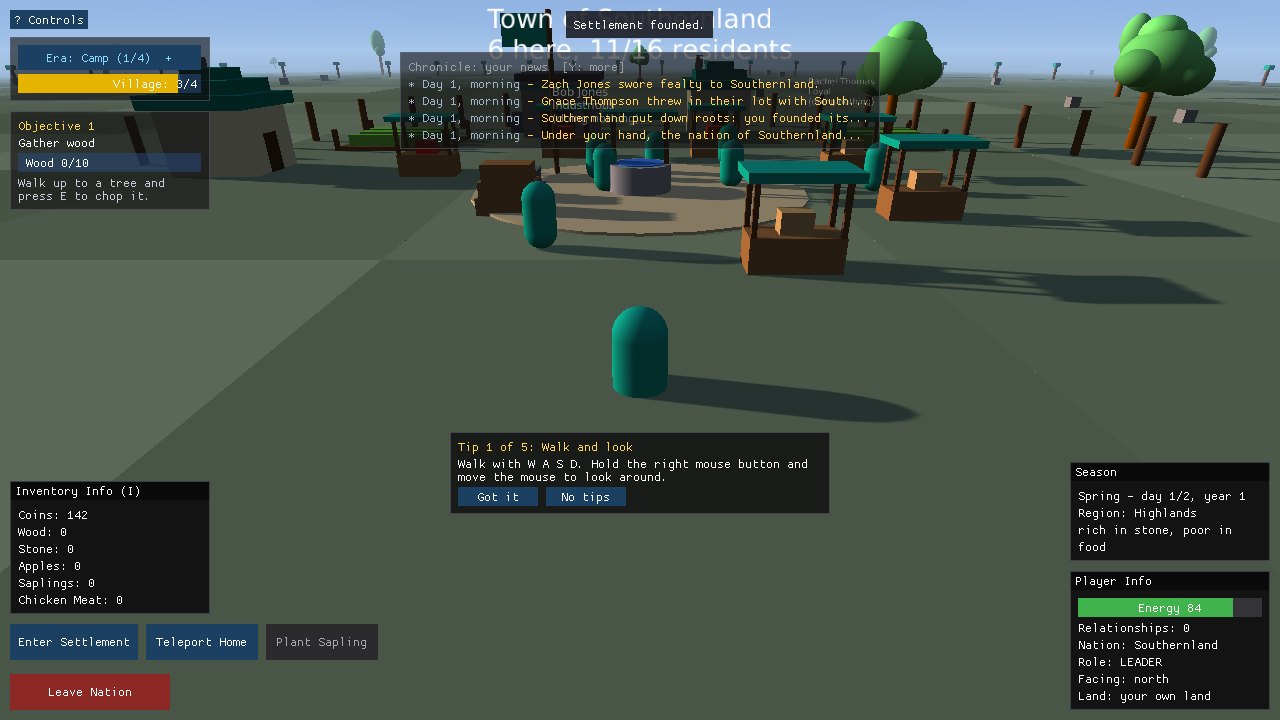 ? Controls
Town of Southernland
Settlement founded.
6 here, 11/16 residents
Era: Camp (1/4) +
Village: 3/4
Chronicle: your news [Y: more]
* Day 1, morning - Zach Jones swore fealty to Southernland.
* Day 1, morning - Grace Thompson threw in their lot with South...
* Day 1, morning - Southernland put down roots: you founded its...
* Day 1, morning - Under your hand, the nation of Southernland...
Rachel Thomas
Bob Jones
Objective 1
Gather wood
Wood 0/10
Walk up to a tree and
press E to chop it.
Tip 1 of 5: Walk and look
Walk with W A S D. Hold the right mouse button and
move the mouse to look around.
Got it
No tips
Inventory Info (I)
Coins: 142
Wood: 0
Stone: 0
Apples: 0
Saplings: 0
Chicken Meat: 0
Enter Settlement
Teleport Home
Plant Sapling
Leave Nation
Season
Spring - day 1/2, year 1
Region: Highlands
rich in stone, poor in
food
Player Info
Energy 84
Relationships: 0
Nation: Southernland
Role: LEADER
Facing: north
Land: your own land